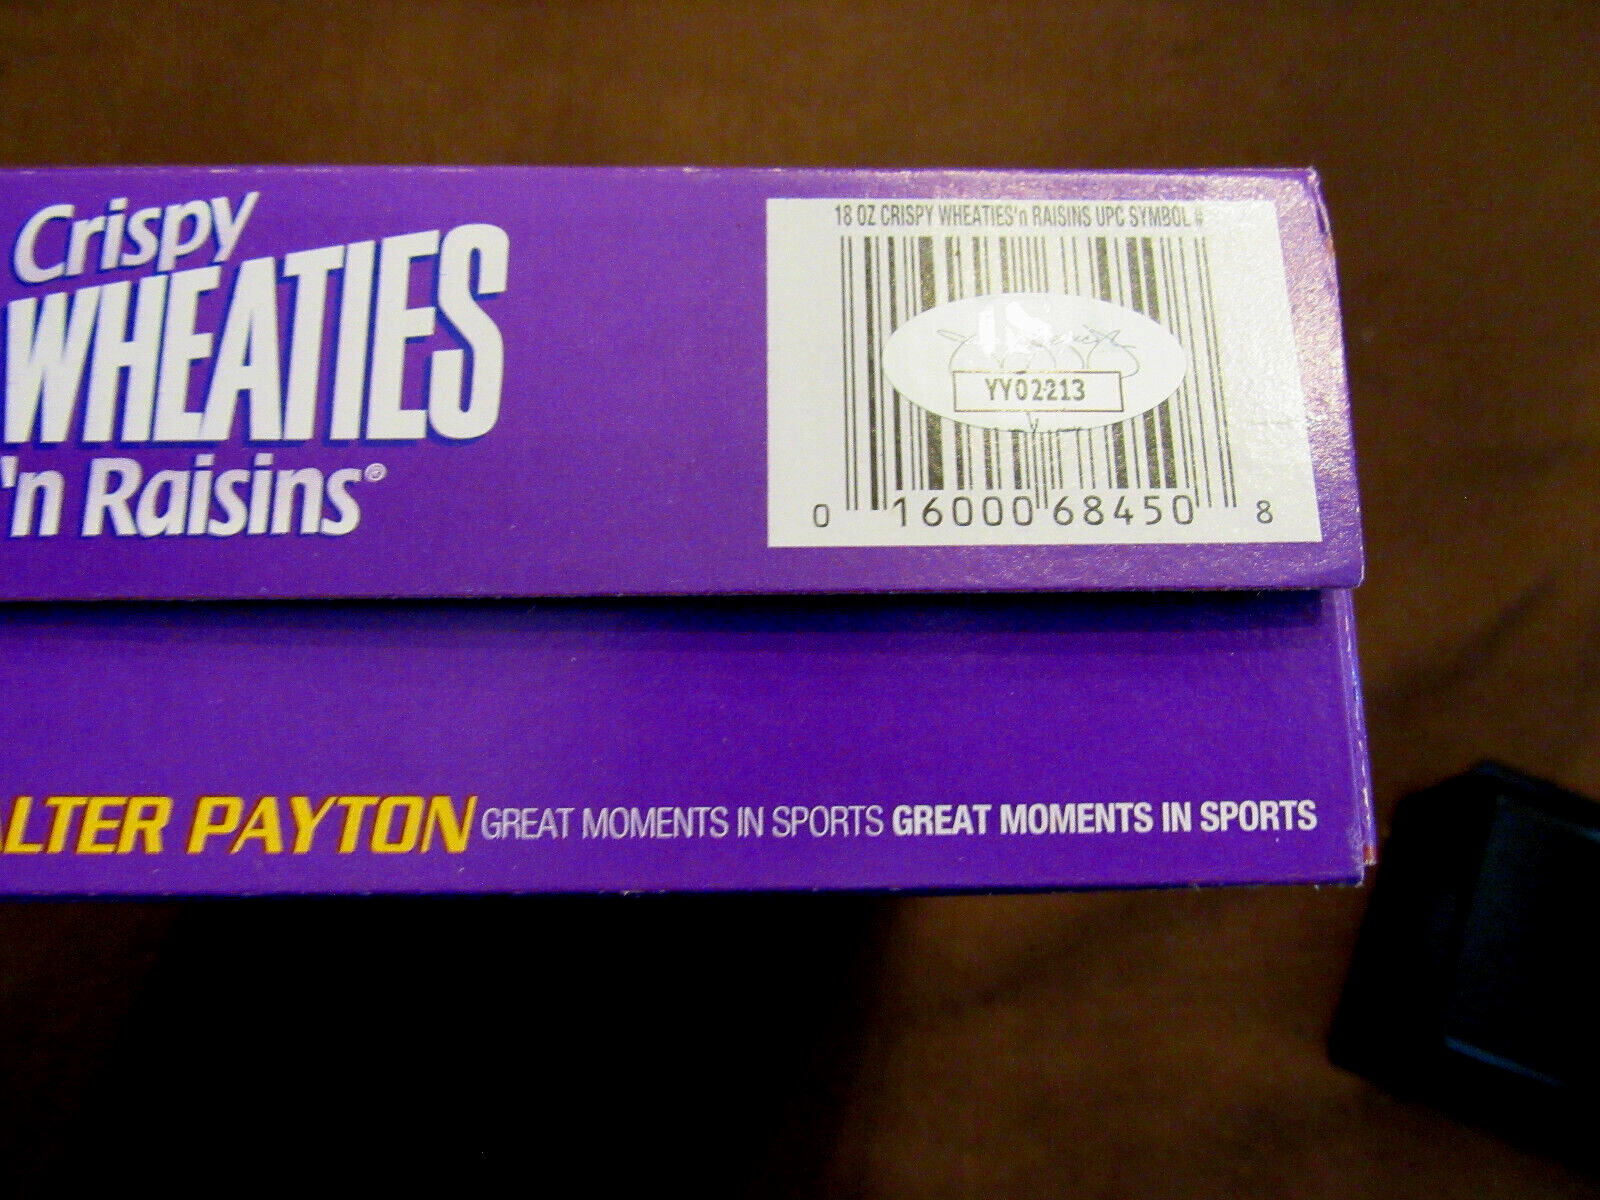 Crispy
WHEATIES
'n Raisins®
18 OZ CRISPY WHEATIES'n RAISINS UPC SYMBOL #
YY02213
0 16000 68450 8
ALTER PAYTON GREAT MOMENTS IN SPORTS GREAT MOMENTS IN SPORTS